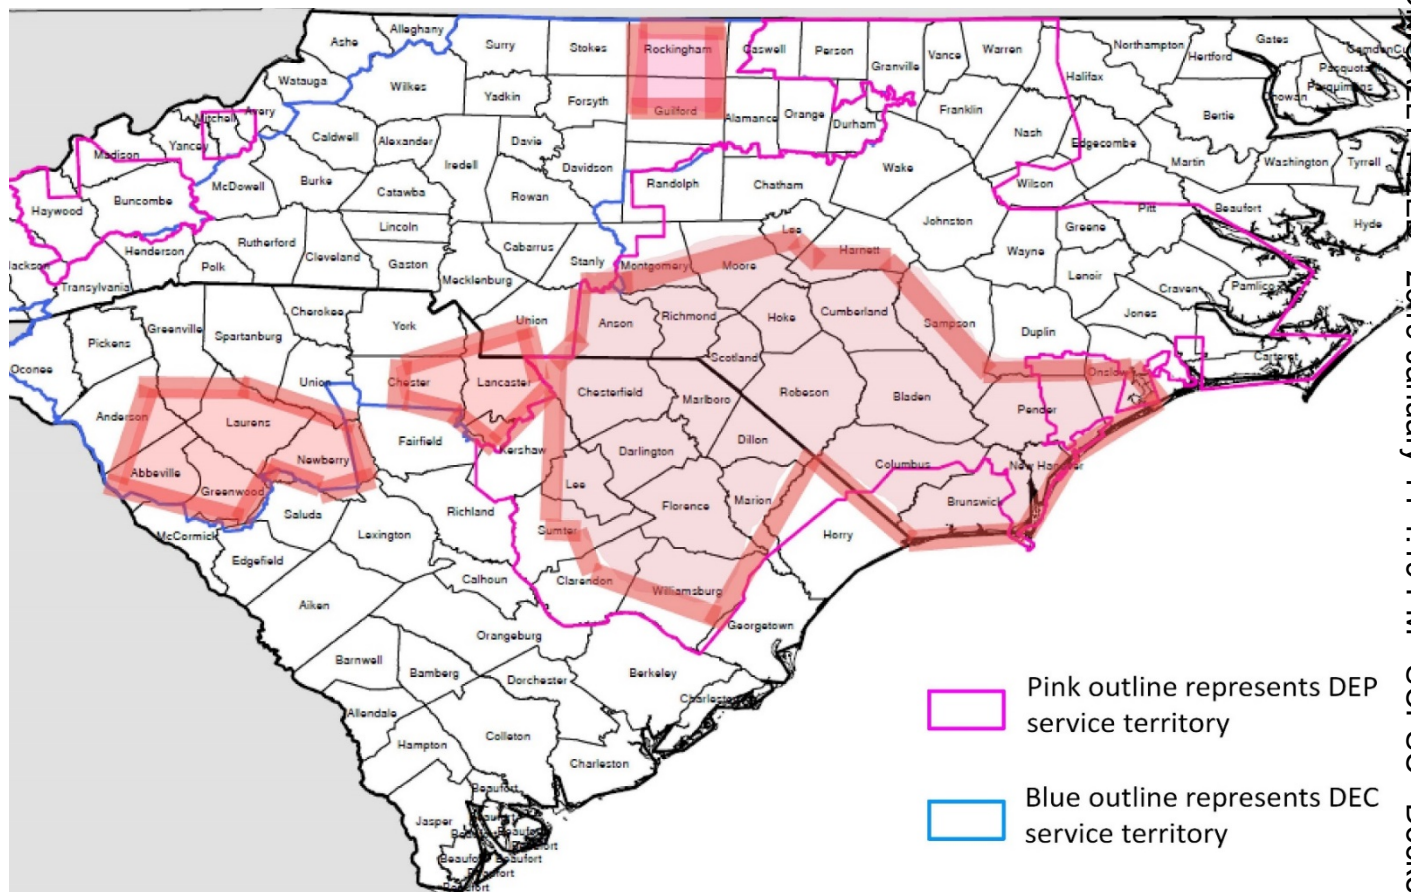 Alleghany
Ashe
Surry
Stokes
Rockingham
Caswell
Person
Granville
Vance
Warren
Northampton
Hertford
Gates
Halifax
Watauga
Wilkes
Yadkin
Forsyth
Guilford
Alamance
Orange
Durham
Franklin
Nash
Bertie
Mitchell
Avery
Yancey
Madison
Caldwell
Alexander
Iredell
Davie
Davidson
Edgecombe
Martin
Washington
Tyrrell
Haywood
Buncombe
McDowell
Burke
Catawba
Rowan
Randolph
Chatham
Wake
Wilson
Pitt
Beaufort
Hyde
Johnston
Henderson
Rutherford
Lincoln
Cleveland
Gaston
Cabarrus
Mecklenburg
Stanly
Montgomery
Moore
Lee
Harnett
Wayne
Greene
Lenoir
Craven
Pamlico
Transylvania
Polk
Cherokee
York
Union
Anson
Richmond
Hoke
Cumberland
Sampson
Duplin
Jones
Carteret
Onslow
Pickens
Greenville
Spartanburg
Union
Oconee
Chester
Lancaster
Chesterfield
Scotland
Marlboro
Robeson
Bladen
Pender
Anderson
Laurens
Newberry
Fairfield
Kershaw
Darlington
Dillon
Columbus
New Hanover
Brunswick
Abbeville
Greenwood
Saluda
Richland
Lee
Florence
Marion
Horry
McCormick
Edgefield
Lexington
Sumter
Calhoun
Clarendon
Williamsburg
Georgetown
Aiken
Orangeburg
Barnwell
Bamberg
Dorchester
Berkeley
Charleston
Allendale
Hampton
Colleton
Charleston
Jasper
Beaufort
Beaufort
Beaufort
Beaufort
Beaufort
Pink outline represents DEP
service territory
Blue outline represents DEC
service territory